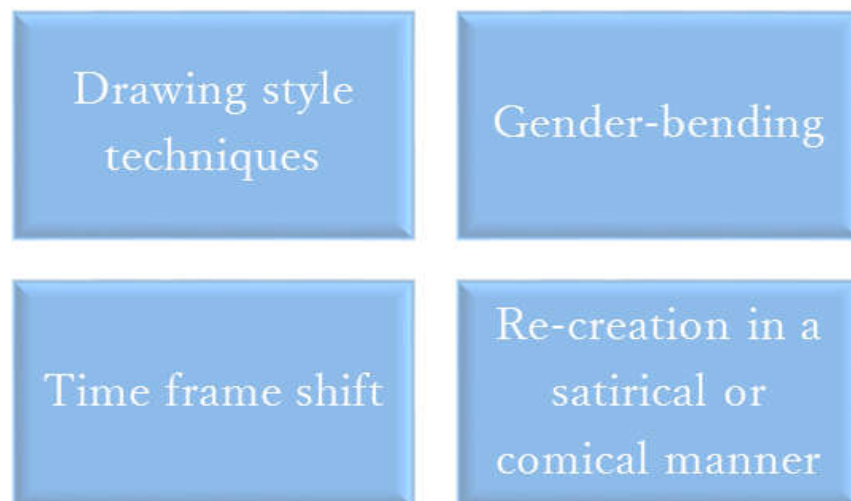 Drawing style
techniques
Gender-bending
Time frame shift
Re-creation in a
satirical or
comical manner